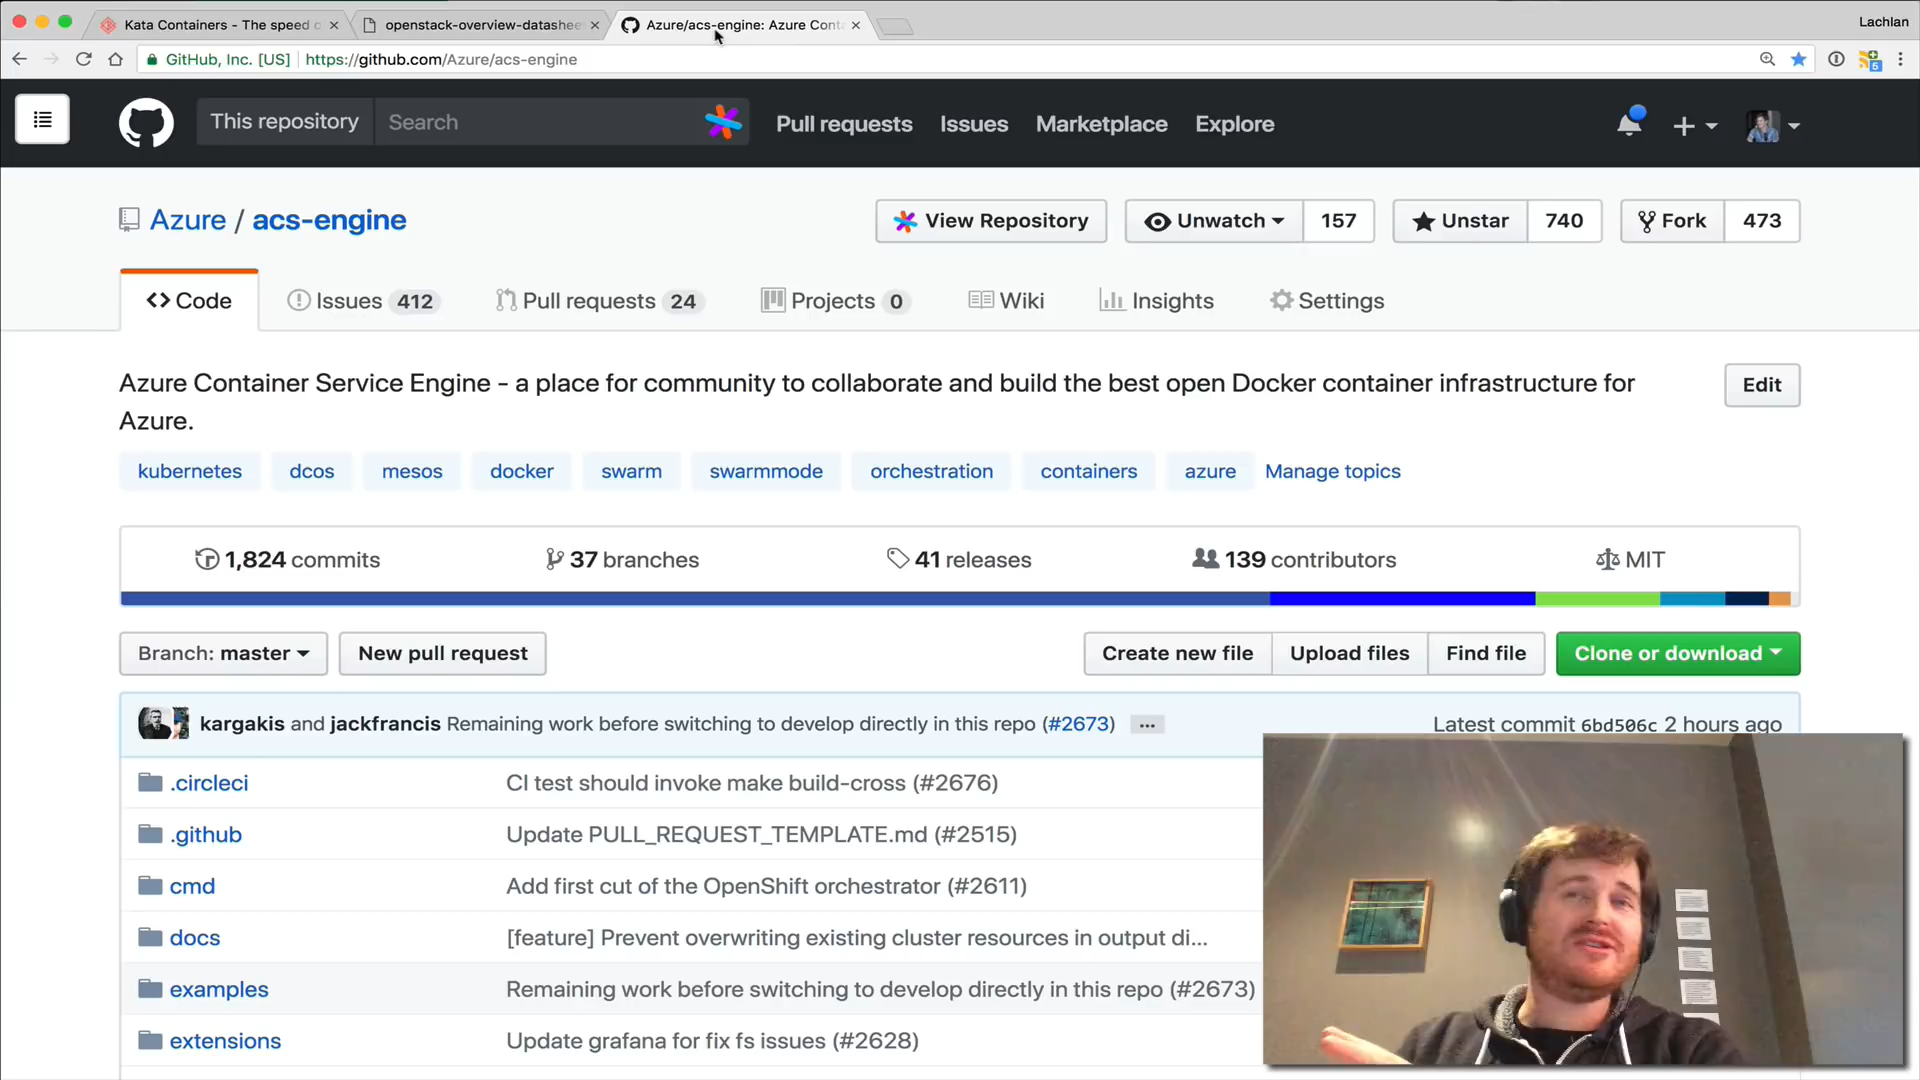 Kata Containers - The speed o
openstack-overview-datashee
Azure/acs-engine: Azure Cont
Lachlan
GitHub, Inc. [US]
https://github.com/Azure/acs-engine
6
This repository
Search
Pull requests
Issues
Marketplace
Explore
Azure / acs-engine
View Repository
Unwatch
157
Unstar
740
Fork
473
Code
Issues 412
Pull requests 24
Projects 0
Wiki
Insights
Settings
Azure Container Service Engine - a place for community to collaborate and build the best open Docker container infrastructure for
Azure.
Edit
kubernetes
dcos
mesos
docker
swarm
swarmmode
orchestration
containers
azure
Manage topics
1,824 commits
37 branches
41 releases
139 contributors
MIT
Branch: master
New pull request
Create new file
Upload files
Find file
Clone or download
kargakis and jackfrancis Remaining work before switching to develop directly in this repo (#2673) …
Latest commit 6bd506c 2 hours ago
.circleci
CI test should invoke make build-cross (#2676)
.github
Update PULL_REQUEST_TEMPLATE.md (#2515)
cmd
Add first cut of the OpenShift orchestrator (#2611)
docs
[feature] Prevent overwriting existing cluster resources in output di...
examples
Remaining work before switching to develop directly in this repo (#2673)
extensions
Update grafana for fix fs issues (#2628)